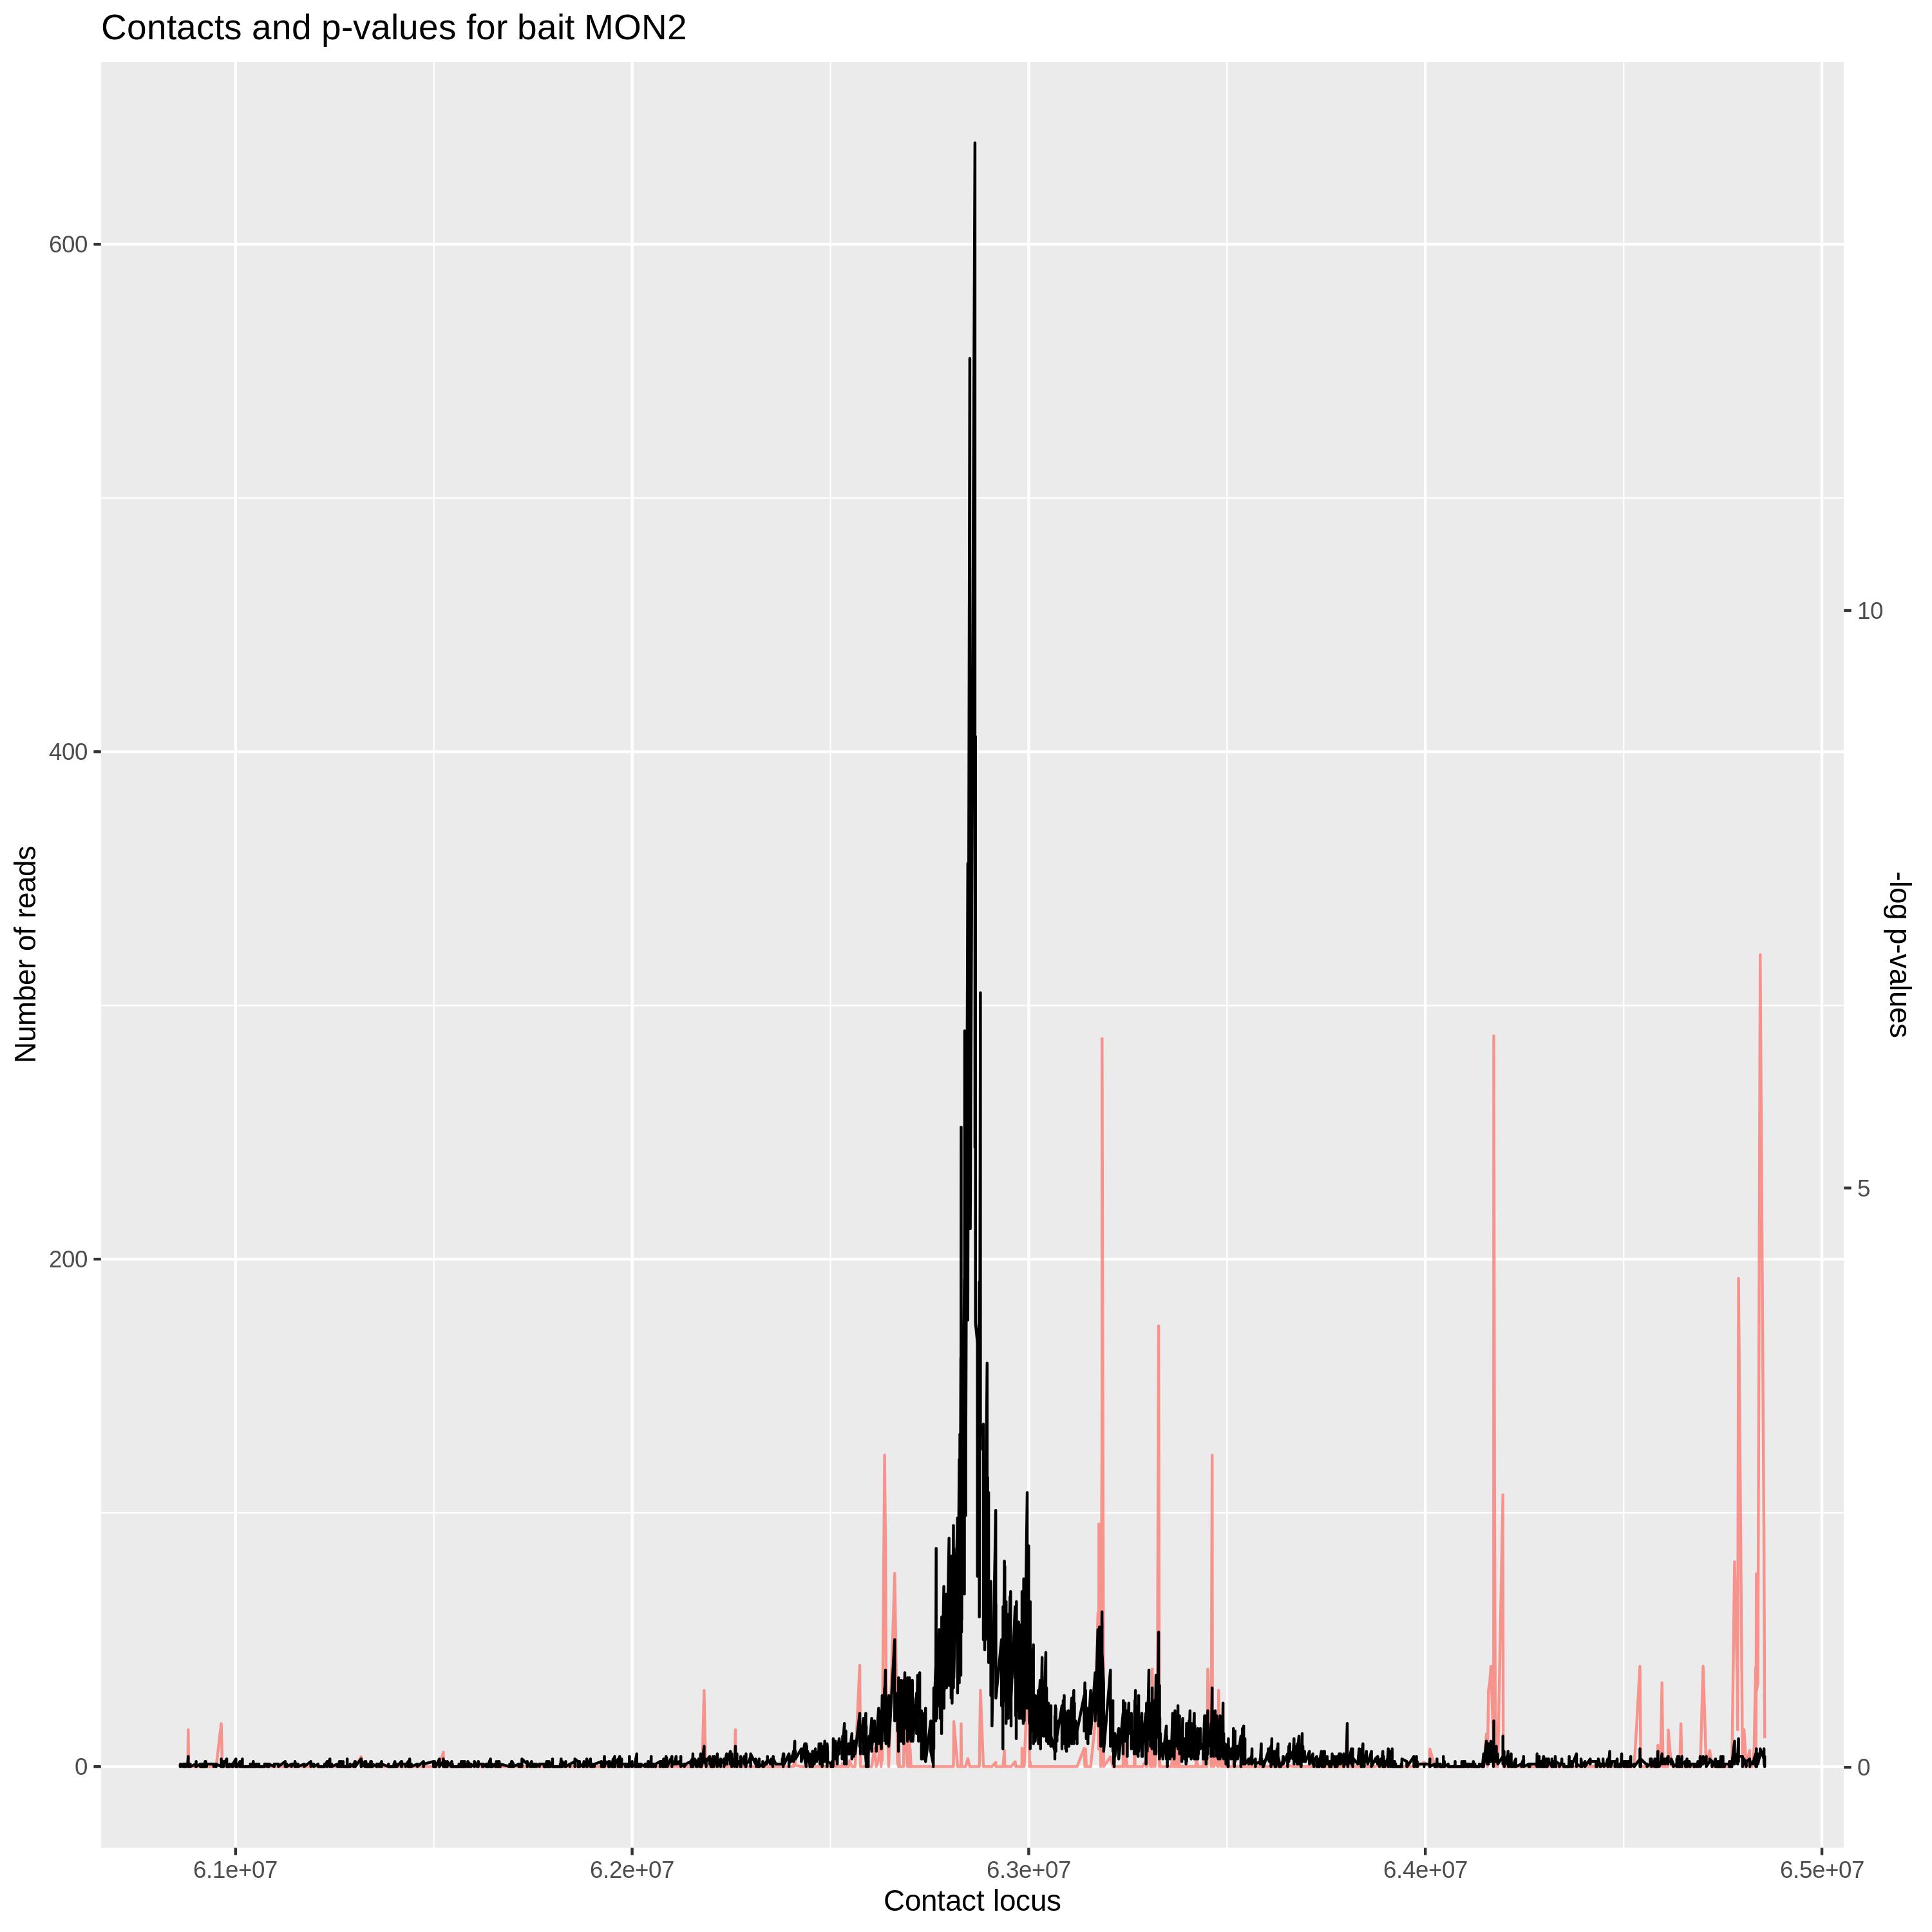 Contacts and p-values for bait MON2
600
400
200
0
Number of reads
10
5
0
-log p-values
6.1e+07
6.2e+07
6.3e+07
6.4e+07
6.5e+07
Contact locus